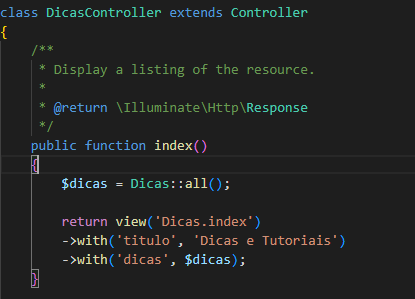 class DicasController extends Controller
{
/**
* Display a listing of the resource.
*
* @return \Illuminate\Http\Response
*/
public function index()
{
$dicas = Dicas::all();
return view('Dicas.index')
->with('titulo', 'Dicas e Tutoriais')
->with('dicas', $dicas);
}